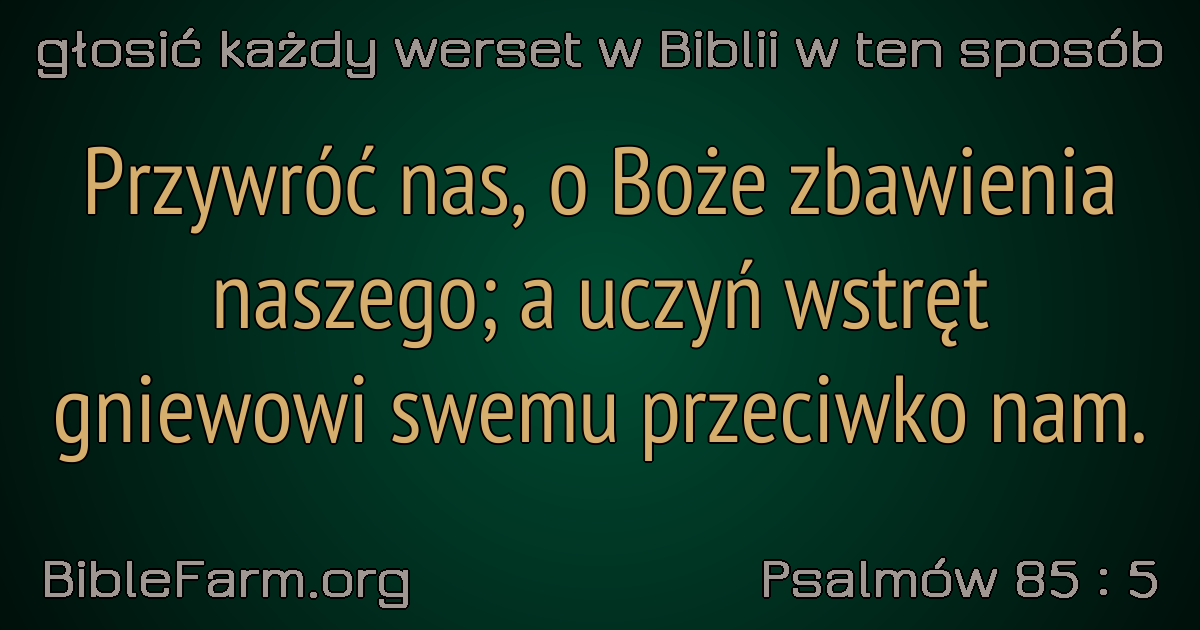 głosić każdy werset w Biblii w ten sposób
Przywróć nas, o Boże zbawienia
naszego; a uczyń wstręt
gniewowi swemu przeciwko nam.
BibleFarm.org
Psalmów 85 : 5